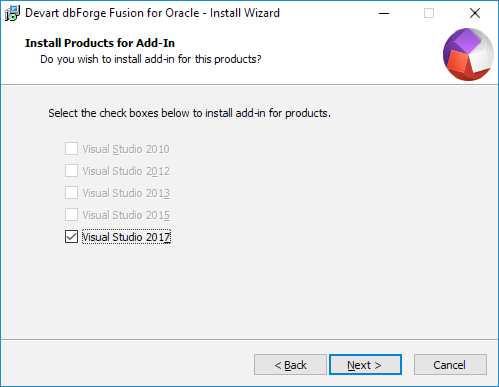 Devart dbForge Fusion for Oracle - Install Wizard
Install Products for Add-In
Do you wish to install add-in for this products?
Select the check boxes below to install add-in for products.
Visual Studio 2010
Visual Studio 2012
Visual Studio 2013
Visual Studio 2015
Visual Studio 2017
< Back Next > Cancel